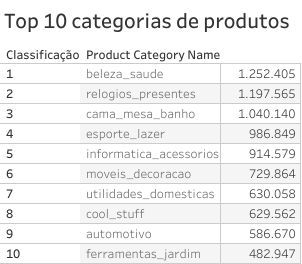 Top 10 categorias de produtos
Classificação Product Category Name
1 beleza_saude 1.252.405
2 relogios_presentes 1.197.565
3 cama_mesa_banho 1.040.140
4 esporte_lazer 986.849
5 informatica_acessorios 914.579
6 moveis_decoracao 729.864
7 utilidades_domesticas 630.058
8 cool_stuff 629.562
9 automotivo 586.670
10 ferramentas_jardim 482.947